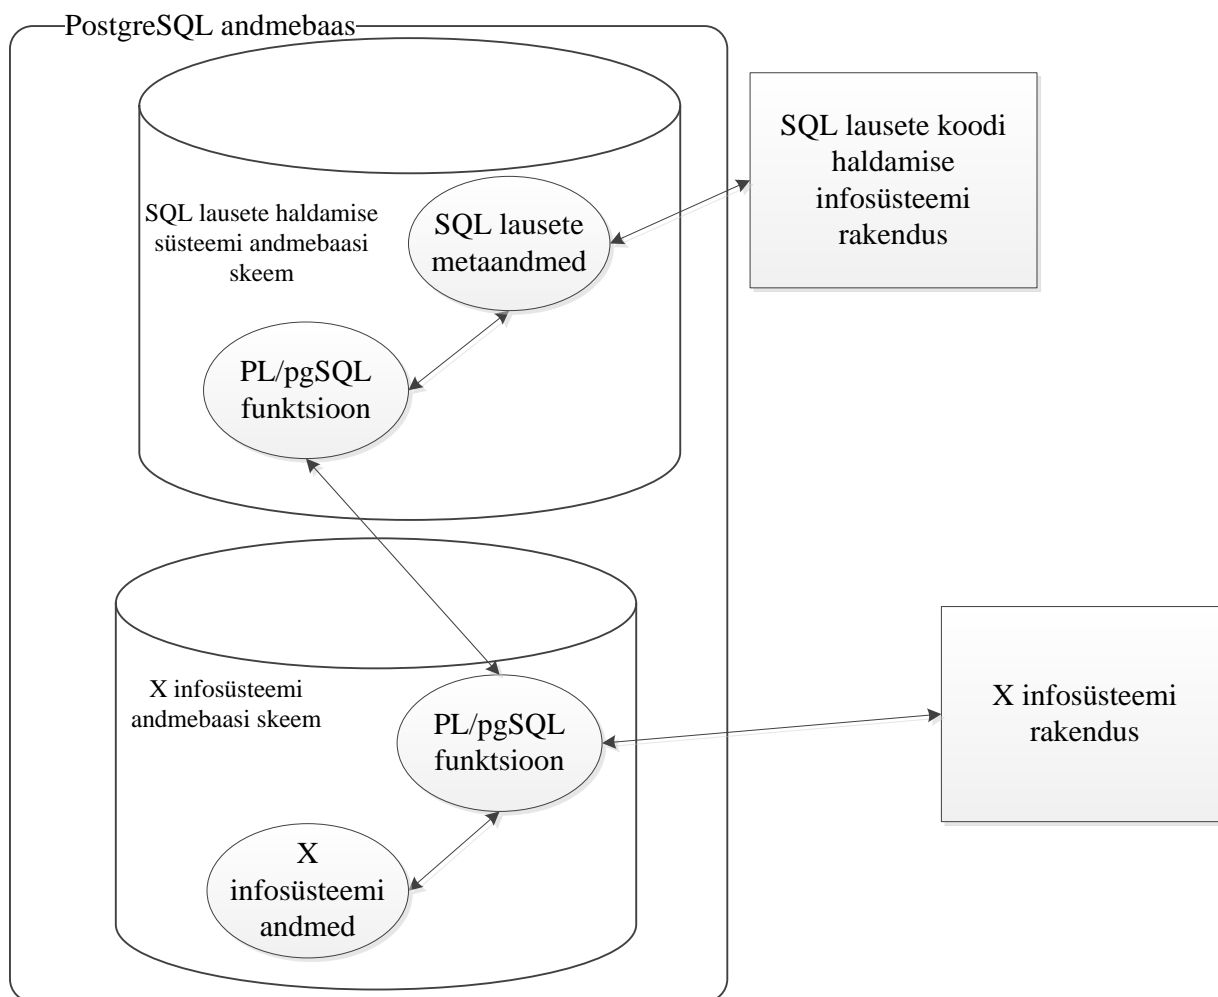 PostgreSQL andmebaas
SQL lausete koodi
haldamise
infosüsteemi
rakendus
SQL lausete haldamise
süsteemi andmebaasi
skeem
SQL lausete
metaandmed
PL/pgSQL
funktsioon
X infosüsteemi
andmebaasi skeem
PL/pgSQL
funktsioon
X infosüsteemi
rakendus
X
infosüsteemi
andmed